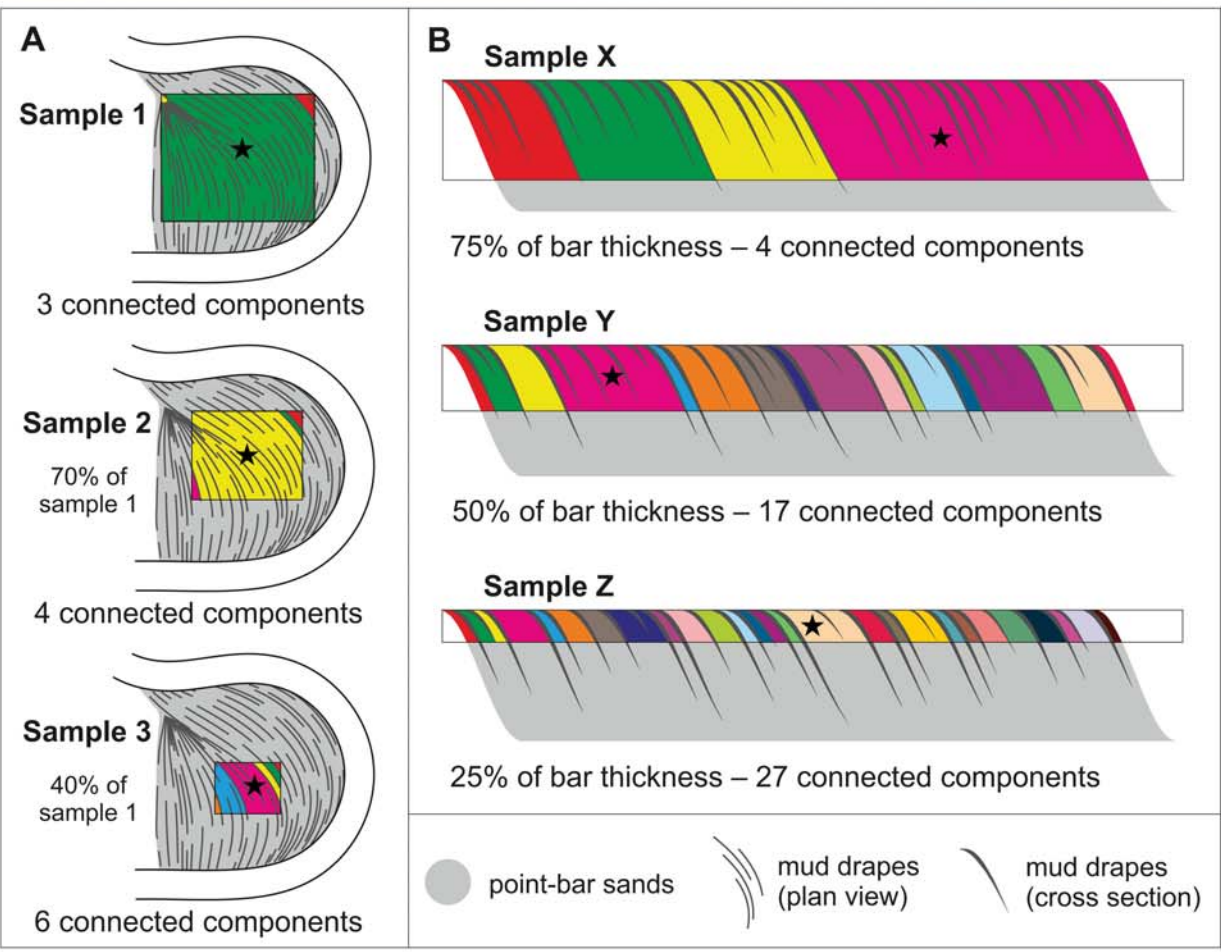 A
Sample 1
3 connected components
Sample 2
70% of
sample 1
4 connected components
Sample 3
40% of
sample 1
6 connected components
B
Sample X
75% of bar thickness – 4 connected components
Sample Y
50% of bar thickness – 17 connected components
Sample Z
25% of bar thickness – 27 connected components
point-bar sands
mud drapes
(plan view)
mud drapes
(cross section)